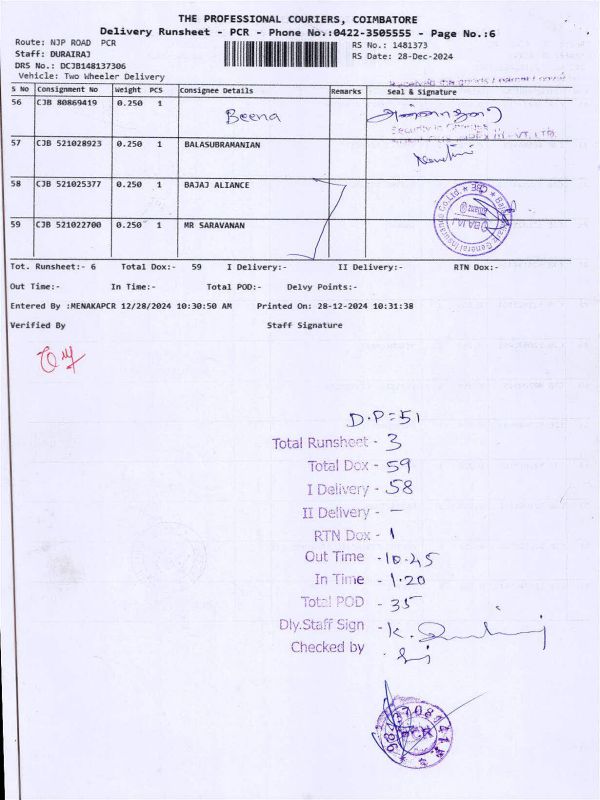 THE PROFESSIONAL COURIERS, COIMBATORE
Delivery Runsheet - PCR - Phone No.:0422-3505555 - Page No.:6
Route: NJP ROAD PCR
RS No.: 1481373
Staff: DURAIRAJ
RS Date: 28-Dec-2024
DRS No.: DCJB148137306
Vehicle: Two Wheeler Delivery
S No Consignment No Weight PCS Consignee Details Remarks Seal & Signature
56 CJB 80869419 0.250 1 Beena
57 CJB 521028923 0.250 1 BALASUBRAMANIAN
58 CJB 521025377 0.250 1 BAJAJ ALLIANCE
59 CJB 521022700 0.250 1 MR SARAVANAN
Tot. Runsheet:- 6 Total Dox:- 59 I Delivery:- II Delivery:- RTN Dox:-
Out Time:- In Time:- Total POD:- Delvy Points:-
Entered By :MENAKAPCR 12/28/2024 10:30:50 AM Printed On: 28-12-2024 10:31:38
Verified By Staff Signature
D.P=51
Total Runsheet - 3
Total Dox - 59
I Delivery - 58
II Delivery - –
RTN Dox - 1
Out Time - 10.45
In Time - 1.20
Total POD - 35
Dly.Staff Sign - K.
Checked by -
PCR